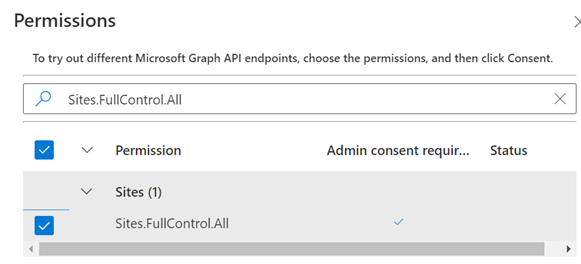 Permissions
To try out different Microsoft Graph API endpoints, choose the permissions, and then click Consent.
Sites.FullControl.All
Permission Admin consent requir... Status
Sites (1)
Sites.FullControl.All